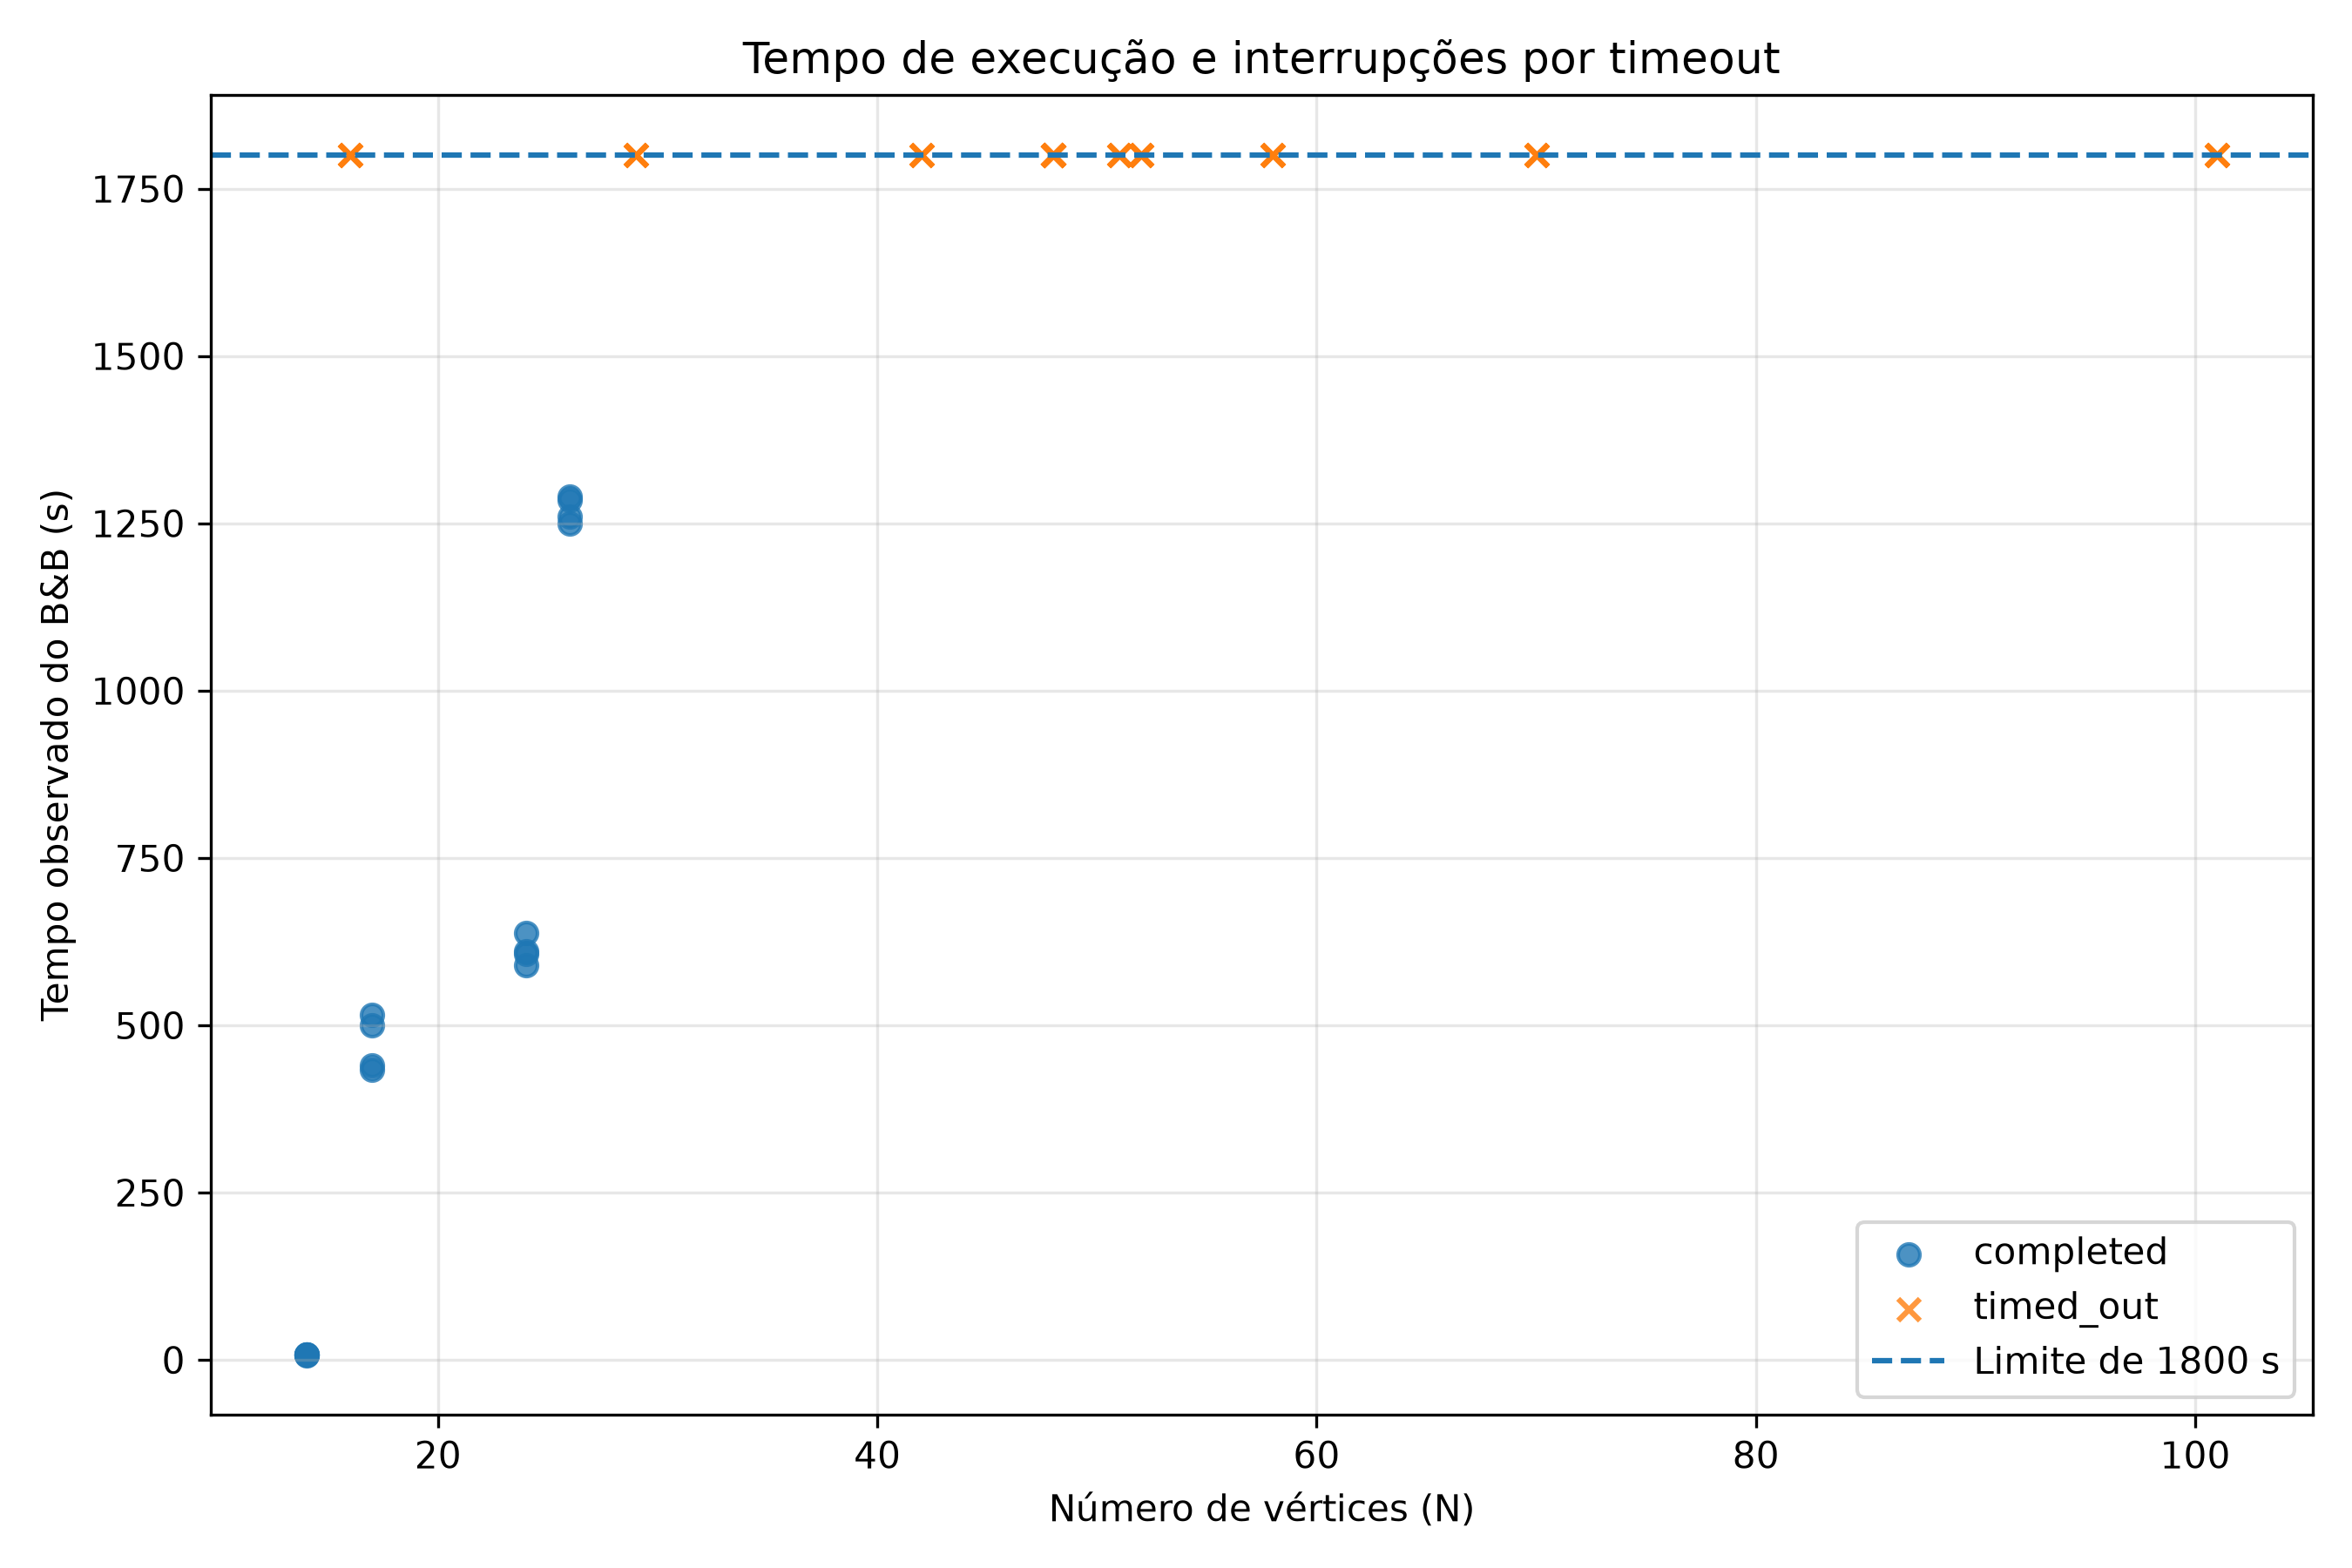 Tempo de execução e interrupções por timeout
Tempo observado do B&B (s)
1750
1500
1250
1000
750
500
250
0
completed
timed_out
Limite de 1800 s
20 40 60 80 100
Número de vértices (N)